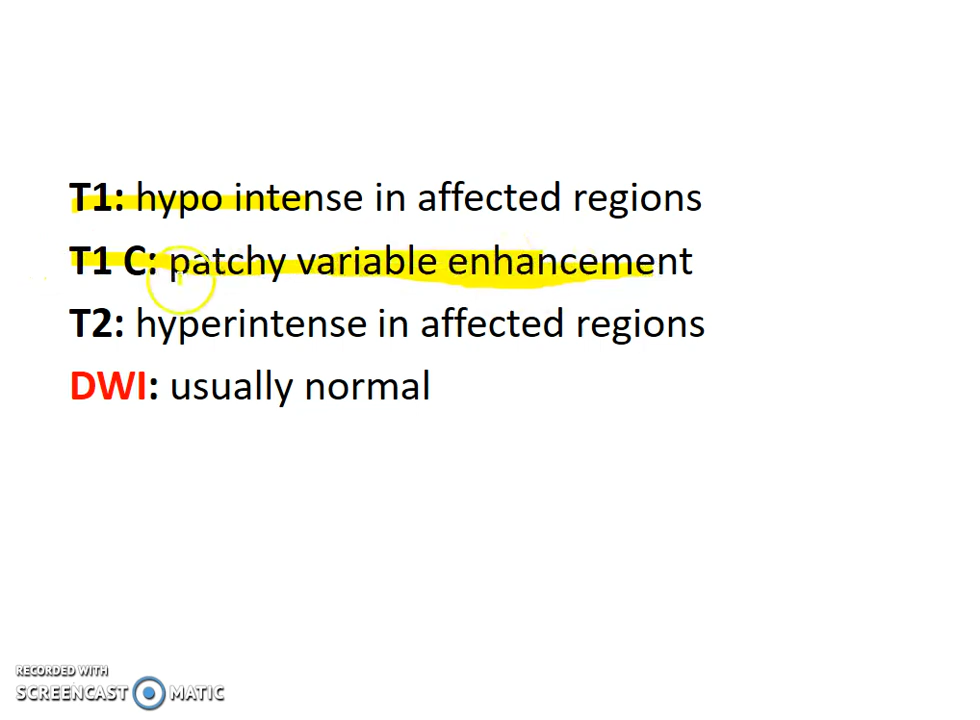 T1: hypo intense in affected regions
T1 C: patchy variable enhancement
T2: hyperintense in affected regions
DWI: usually normal
RECORDED WITH
SCREENCAST MATIC